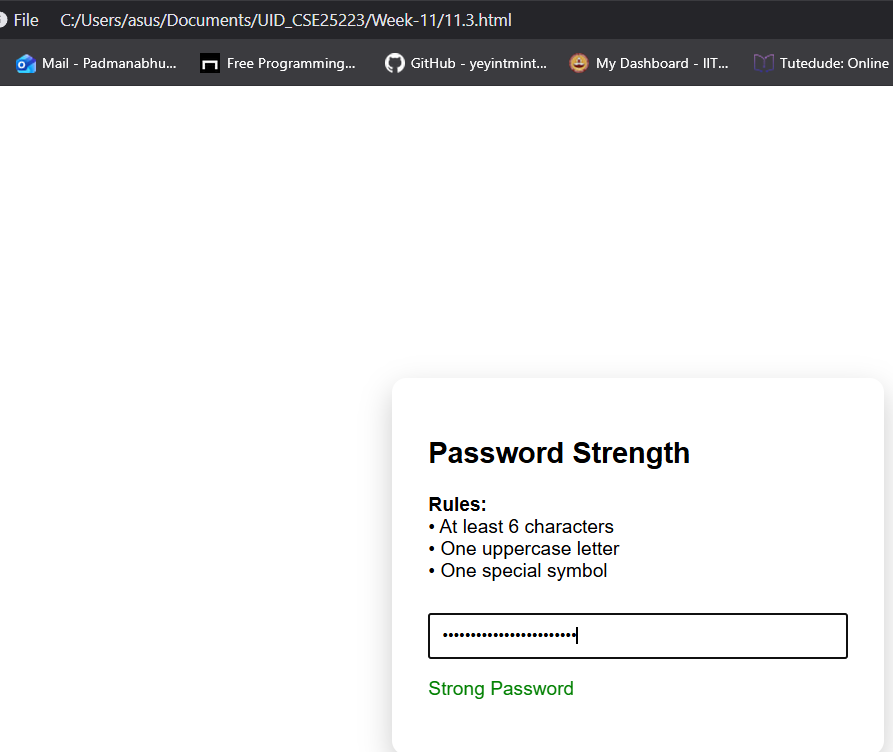 File C:/Users/asus/Documents/UID_CSE25223/Week-11/11.3.html
Mail - Padmanabhu... Free Programming... GitHub - yeyintmint... My Dashboard - IIT... Tutedude: Online
Password Strength
Rules:
• At least 6 characters
• One uppercase letter
• One special symbol
••••••••••••••••••••••••
Strong Password